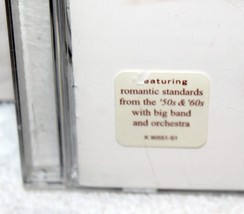 featuring
romantic standards
from the '50s & '60s
with big band
and orchestra